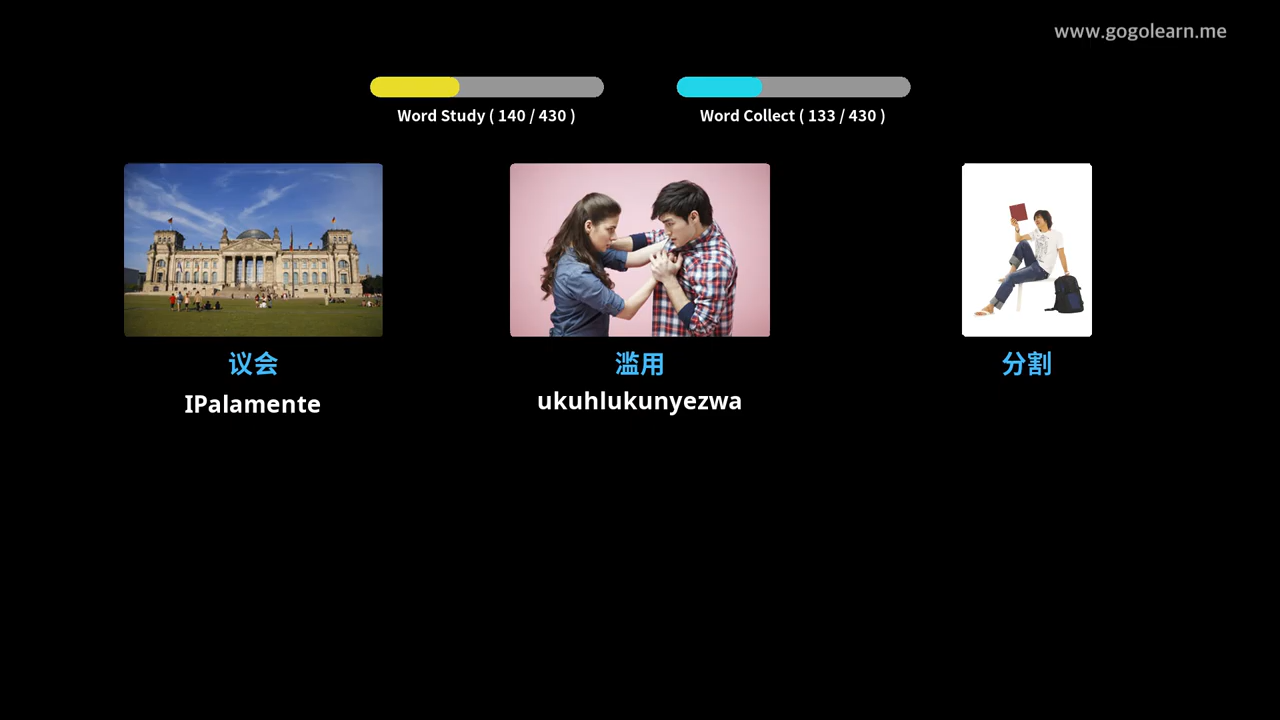 www.gogolearn.me
Word Study ( 140 / 430 )
Word Collect ( 133 / 430 )
议会
滥用
分割
IPalamente
ukuhlukunyezwa